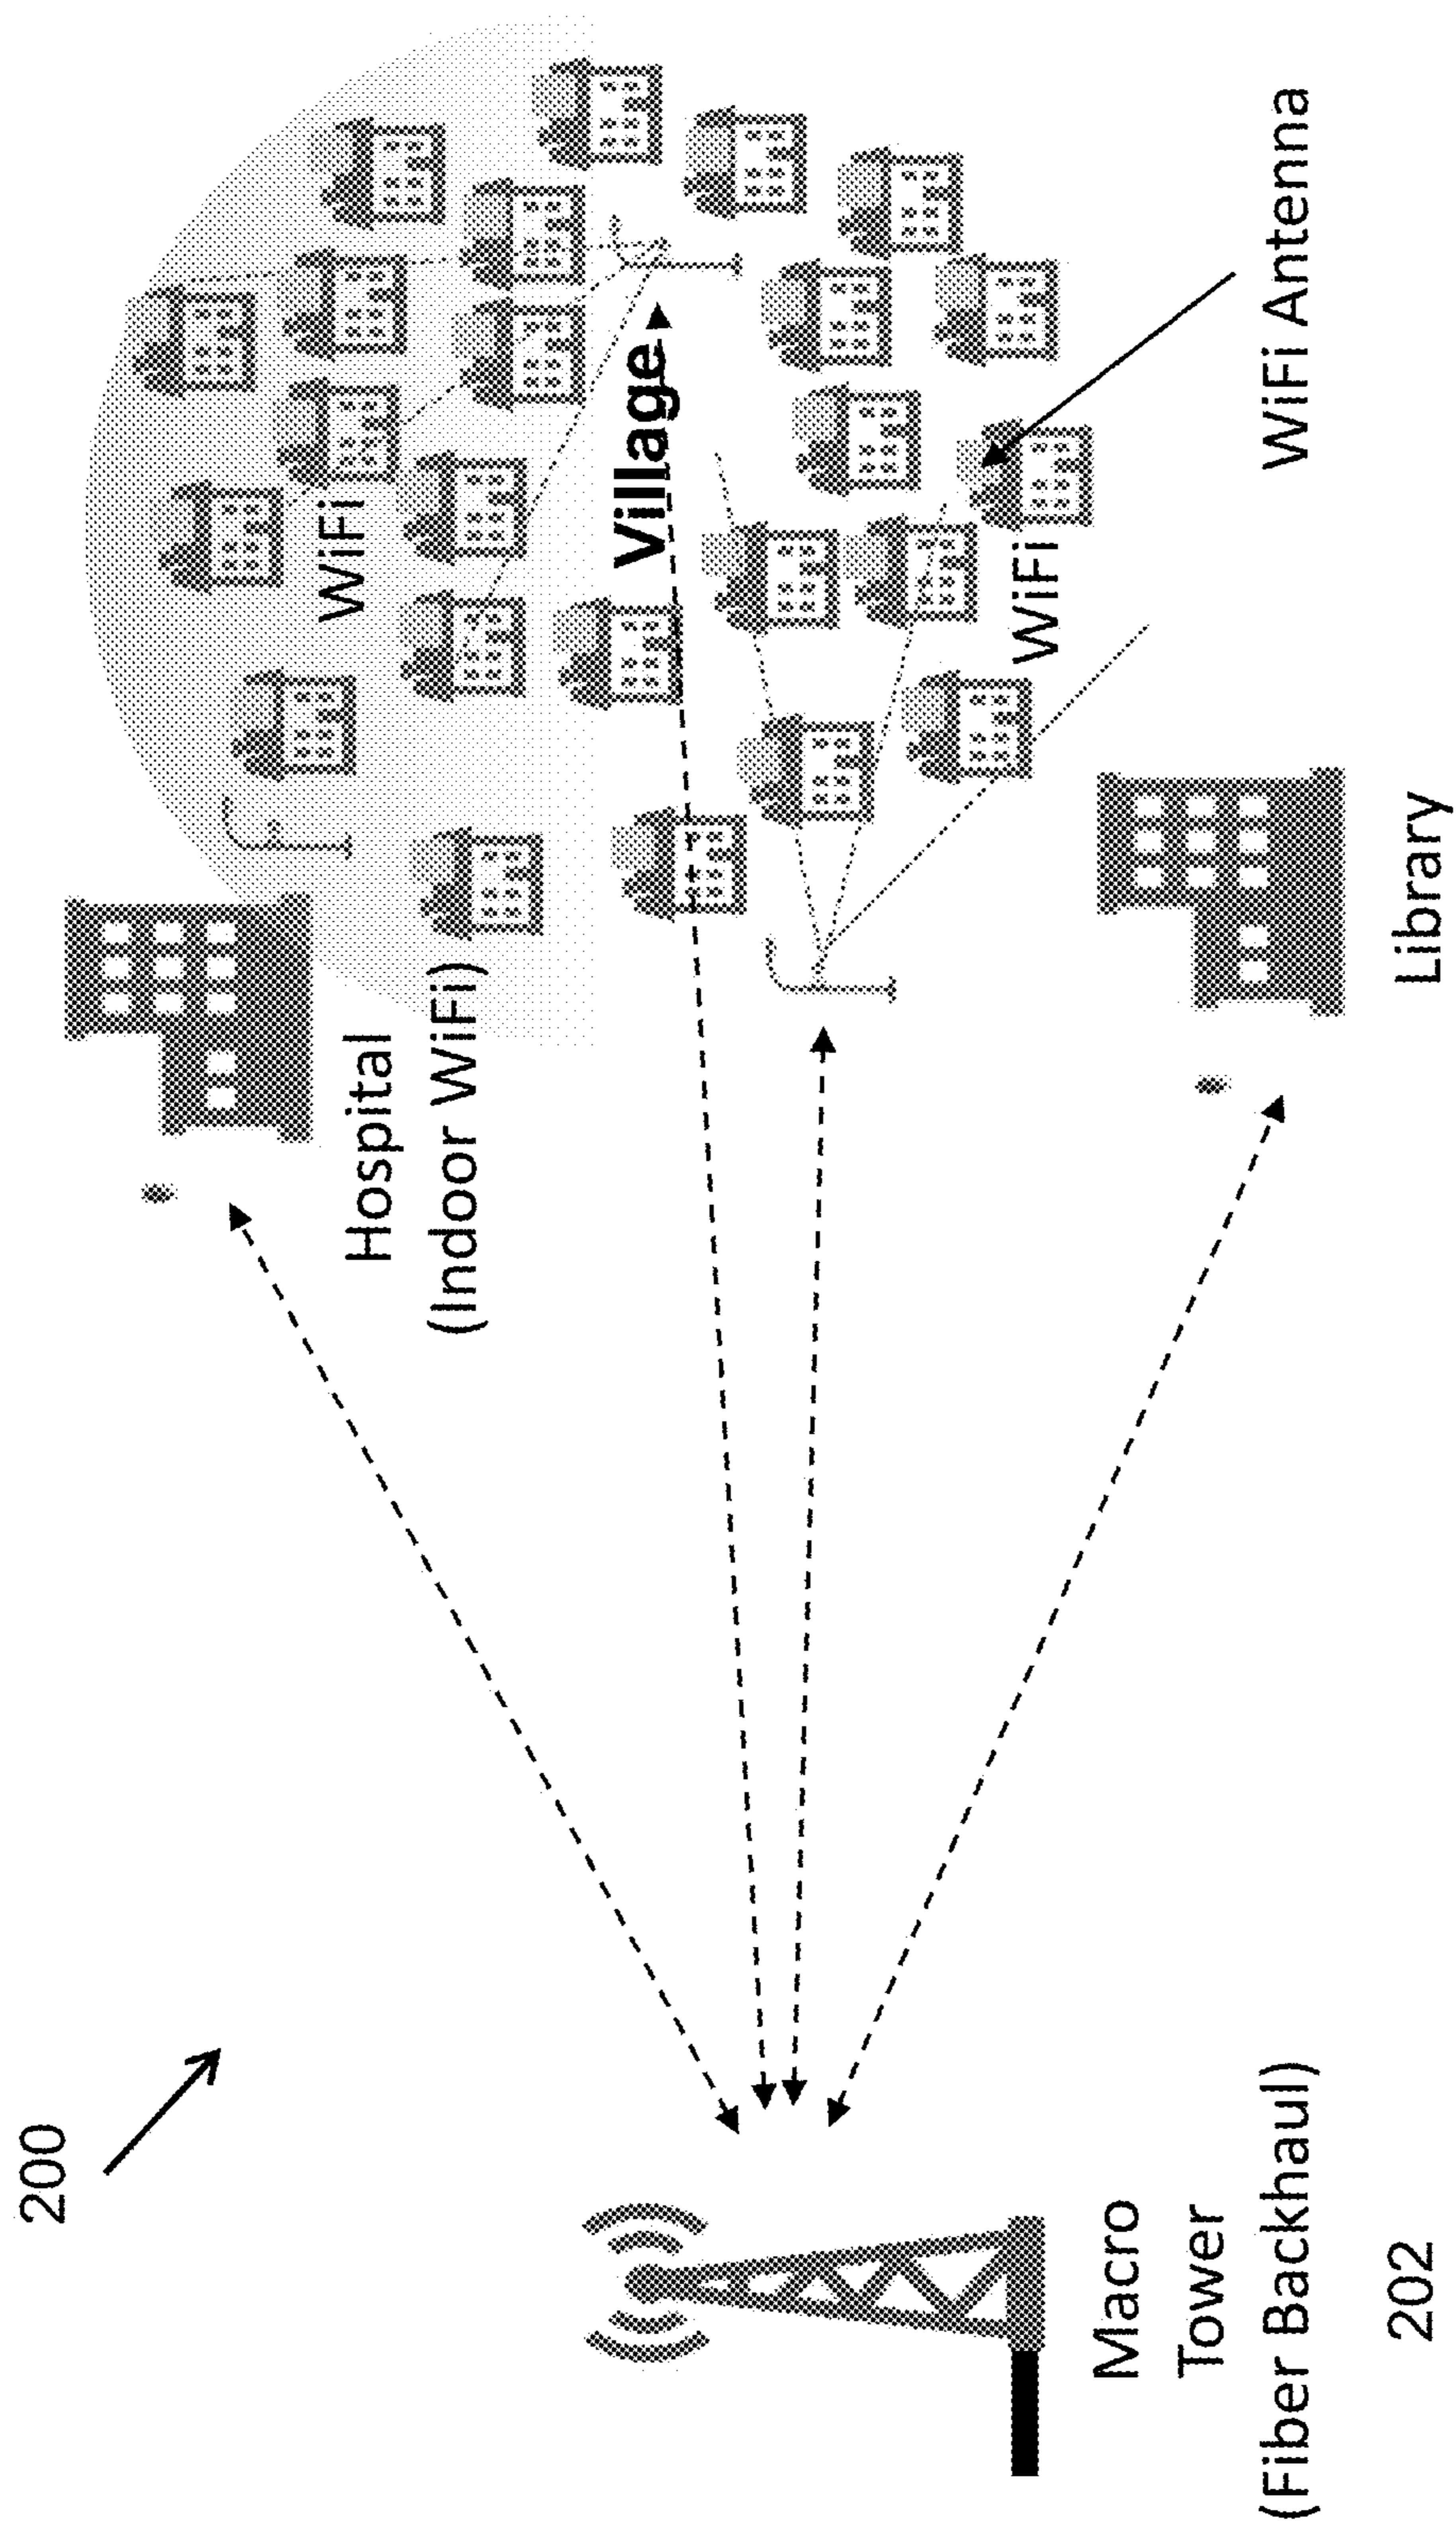 200
Hospital
(Indoor WiFi)
WiFi
Village
WiFi
WiFi Antenna
Library
Macro
Tower
(Fiber Backhaul)
202